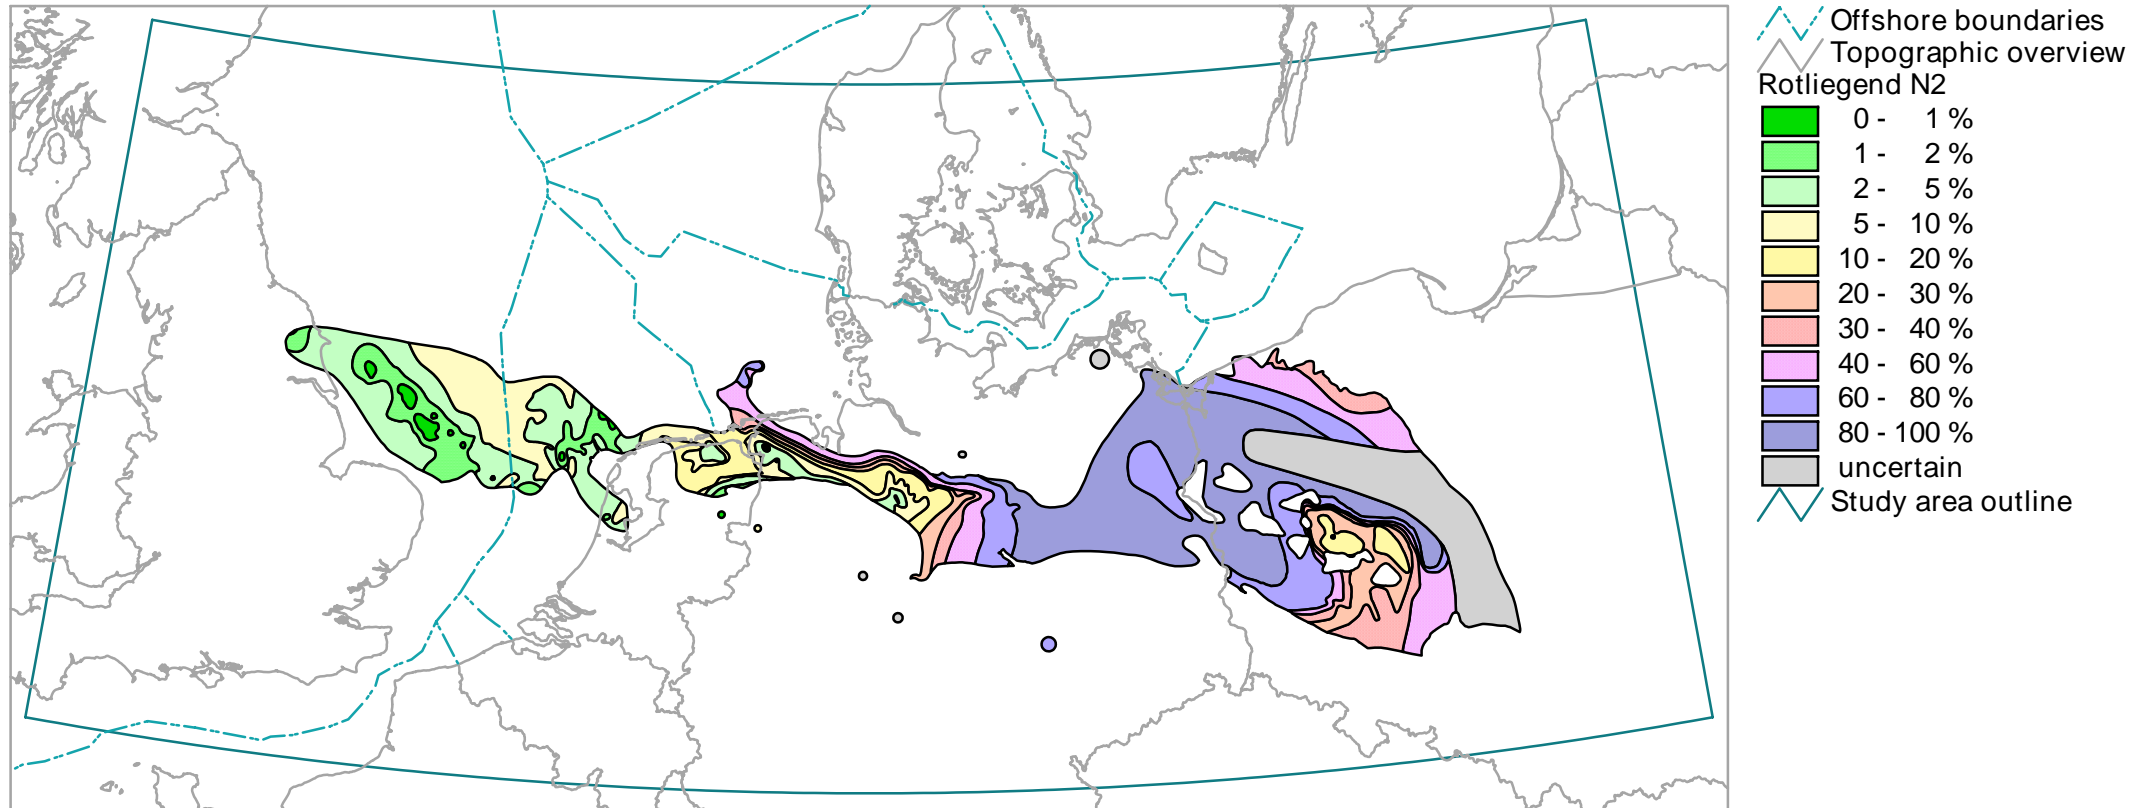 Offshore boundaries
Topographic overview
Rotliegend N2
0 - 1 %
1 - 2 %
2 - 5 %
5 - 10 %
10 - 20 %
20 - 30 %
30 - 40 %
40 - 60 %
60 - 80 %
80 - 100 %
uncertain
Study area outline